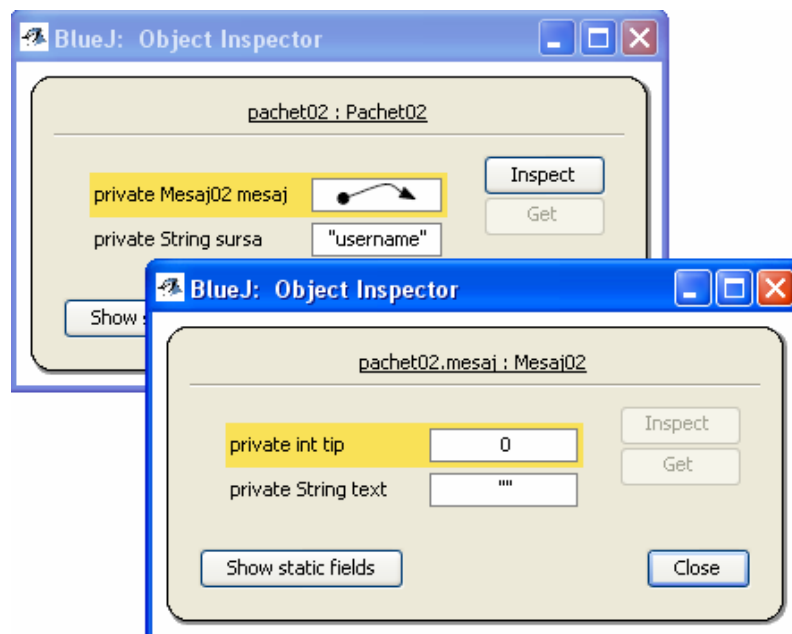 BlueJ: Object Inspector
pachet02 : Pachet02
private Mesaj02 mesaj
Inspect
Get
private String sursa "username"
Show
BlueJ: Object Inspector
pachet02.mesaj : Mesaj02
private int tip 0
Inspect
Get
private String text ""
Show static fields
Close